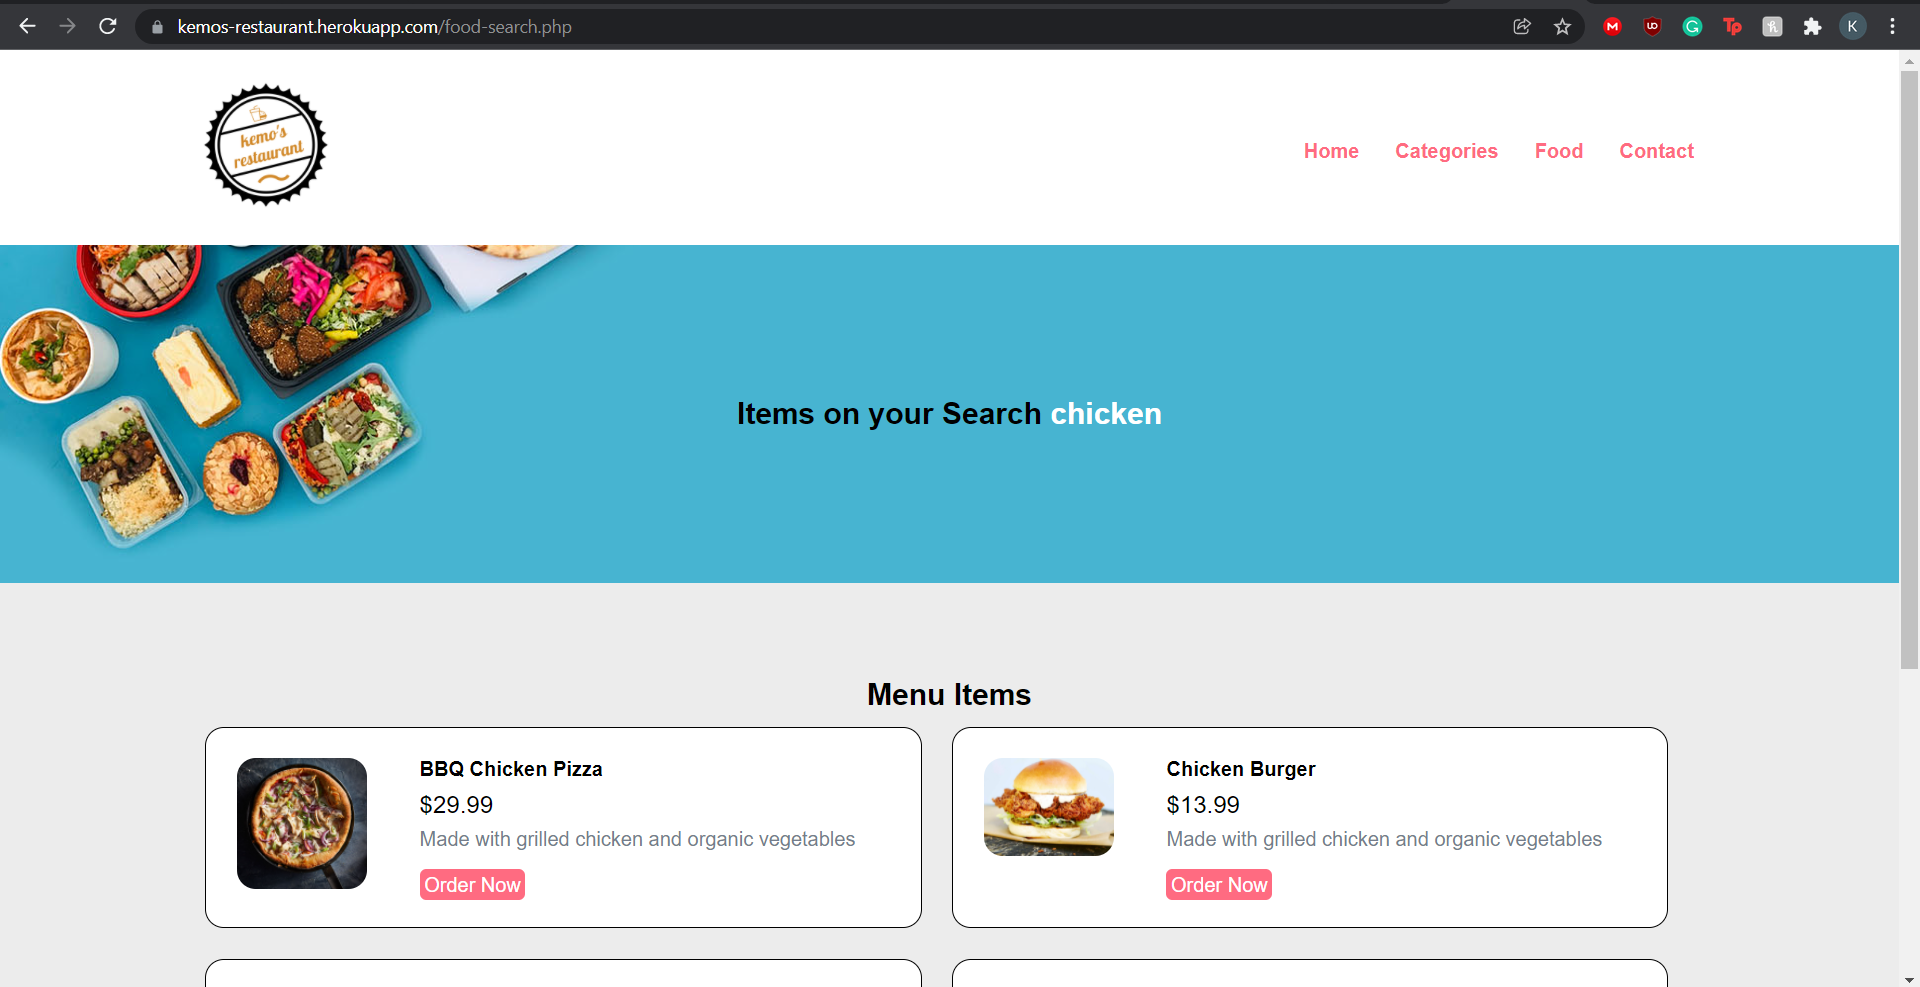 kemos-restaurant.herokuapp.com/food-search.php
K
kemo's
restaurant
Home Categories Food Contact
Items on your Search chicken
Menu Items
BBQ Chicken Pizza
$29.99
Made with grilled chicken and organic vegetables
Order Now
Chicken Burger
$13.99
Made with grilled chicken and organic vegetables
Order Now